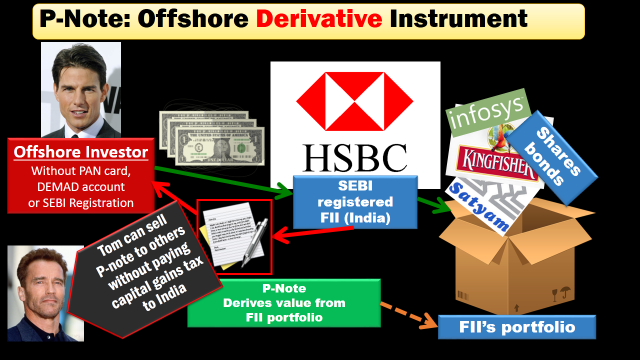 P-Note: Offshore Derivative Instrument
Offshore Investor
Without PAN card,
DEMAD account
or SEBI Registration
HSBC
SEBI
registered
FII (India)
infosys
KINGFISHER
Satyam
Shares
bonds
Tom can sell
P-note to others
without paying
capital gains tax
to India
P-Note
Derives value from
FII portfolio
FII's portfolio